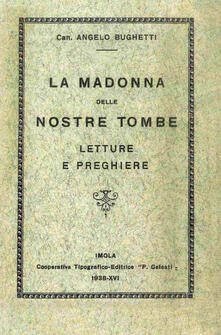 Can. ANGELO BUGHETTI
LA MADONNA
DELLE
NOSTRE TOMBE
LETTURE
E PREGHIERE
IMOLA
Cooperativa Tipografico-Editrice "P. Galeati"
1938-XVI